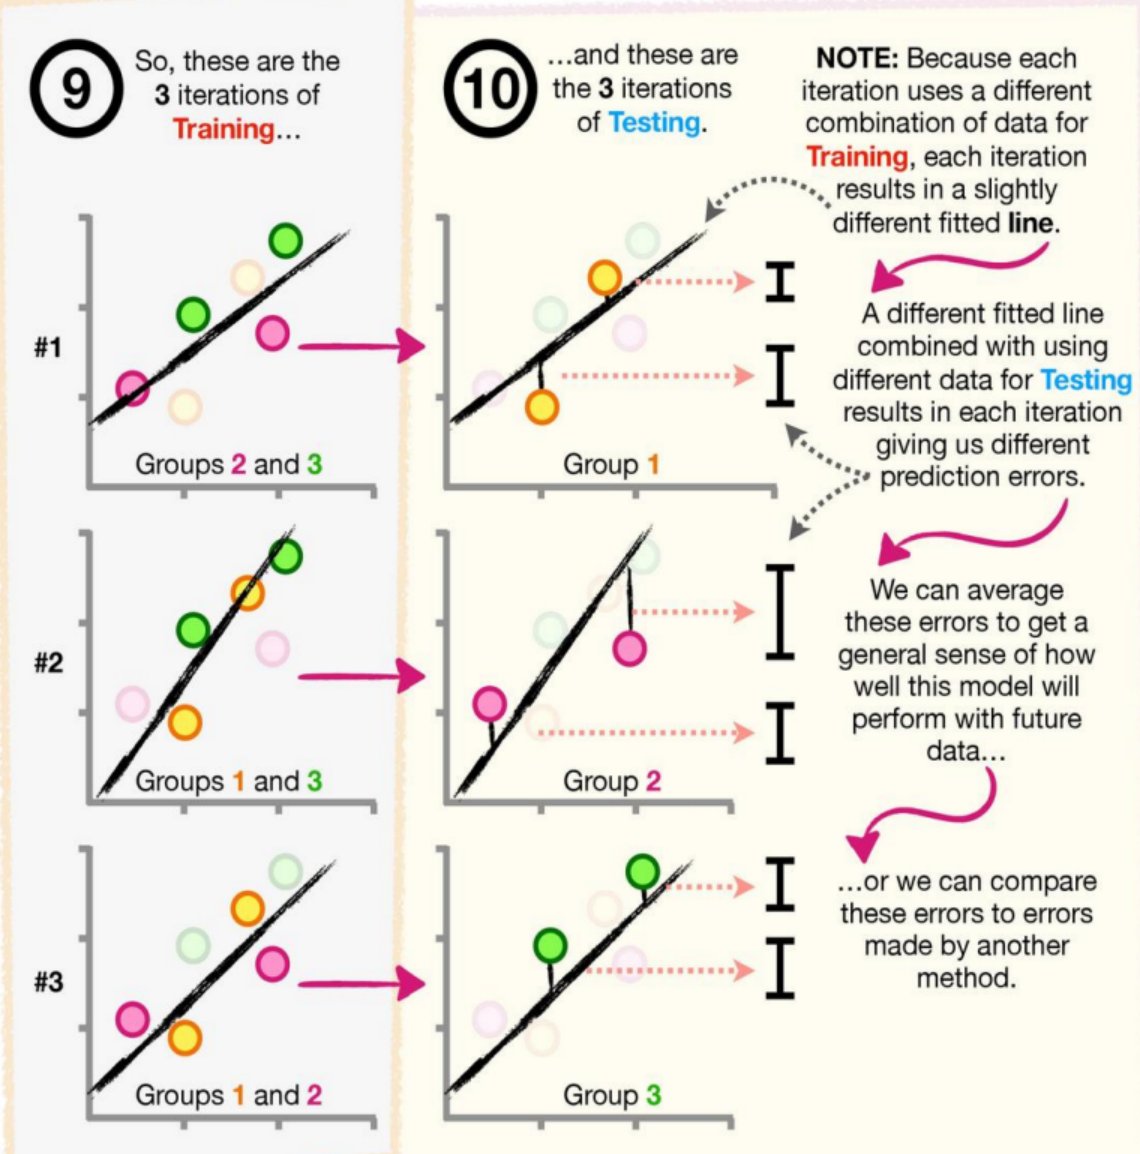 9
So, these are the
3 iterations of
Training...
10
...and these are
the 3 iterations
of Testing.
NOTE: Because each
iteration uses a different
combination of data for
Training, each iteration
results in a slightly
different fitted line.
#1
Groups 2 and 3
Group 1
A different fitted line
combined with using
different data for Testing
results in each iteration
giving us different
prediction errors.
#2
Groups 1 and 3
Group 2
We can average
these errors to get a
general sense of how
well this model will
perform with future
data...
#3
Groups 1 and 2
Group 3
...or we can compare
these errors to errors
made by another
method.